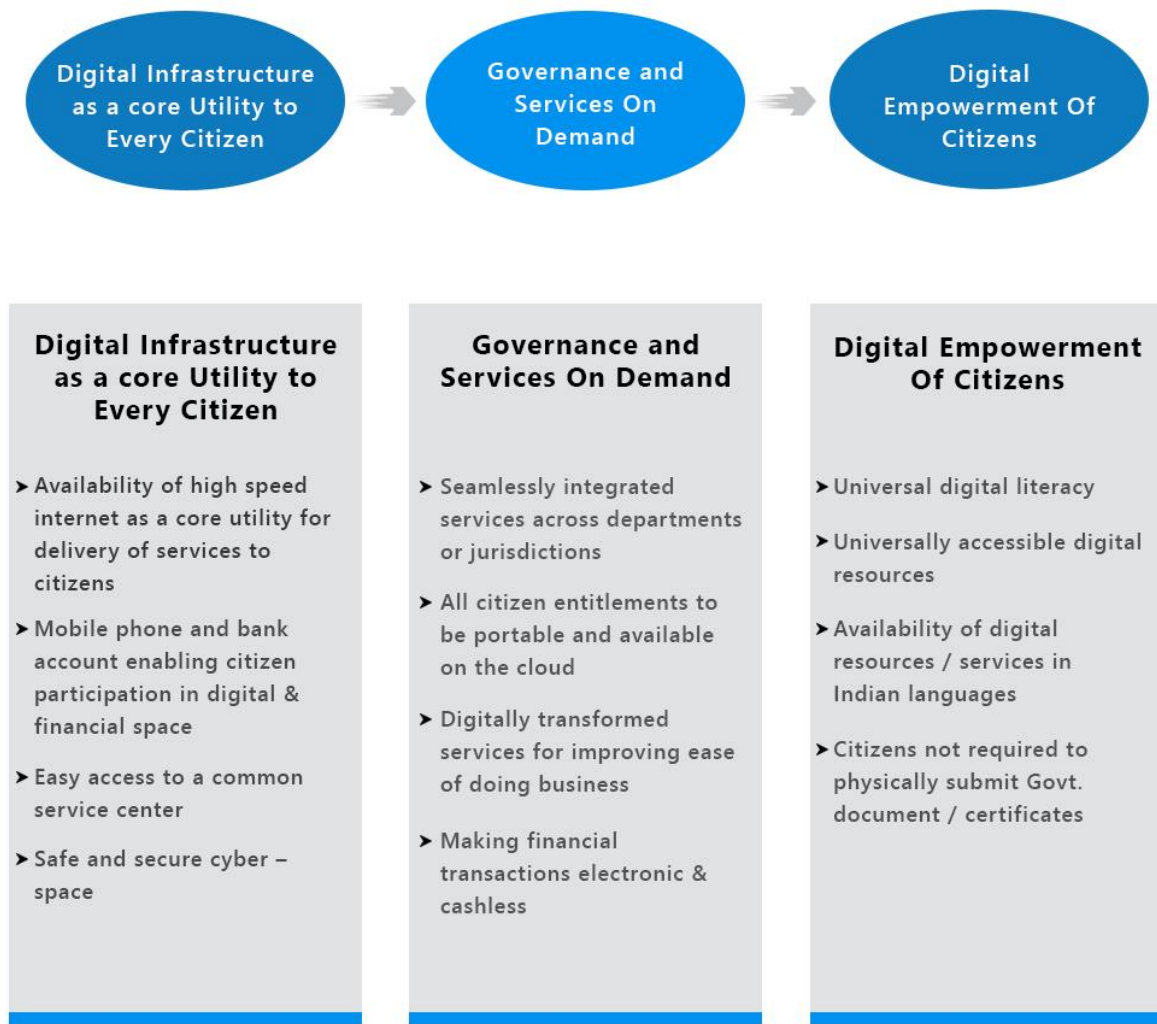 Digital Infrastructure
as a core Utility to
Every Citizen
Governance and
Services On
Demand
Digital
Empowerment Of
Citizens
Digital Infrastructure
as a core Utility to
Every Citizen
➤ Availability of high speed
internet as a core utility for
delivery of services to
citizens
➤ Mobile phone and bank
account enabling citizen
participation in digital &
financial space
➤ Easy access to a common
service center
➤ Safe and secure cyber –
space
Governance and
Services On Demand
➤ Seamlessly integrated
services across departments
or jurisdictions
➤ All citizen entitlements to
be portable and available
on the cloud
➤ Digitally transformed
services for improving ease
of doing business
➤ Making financial
transactions electronic &
cashless
Digital Empowerment
Of Citizens
➤ Universal digital literacy
➤ Universally accessible digital
resources
➤ Availability of digital
resources / services in
Indian languages
➤ Citizens not required to
physically submit Govt.
document / certificates